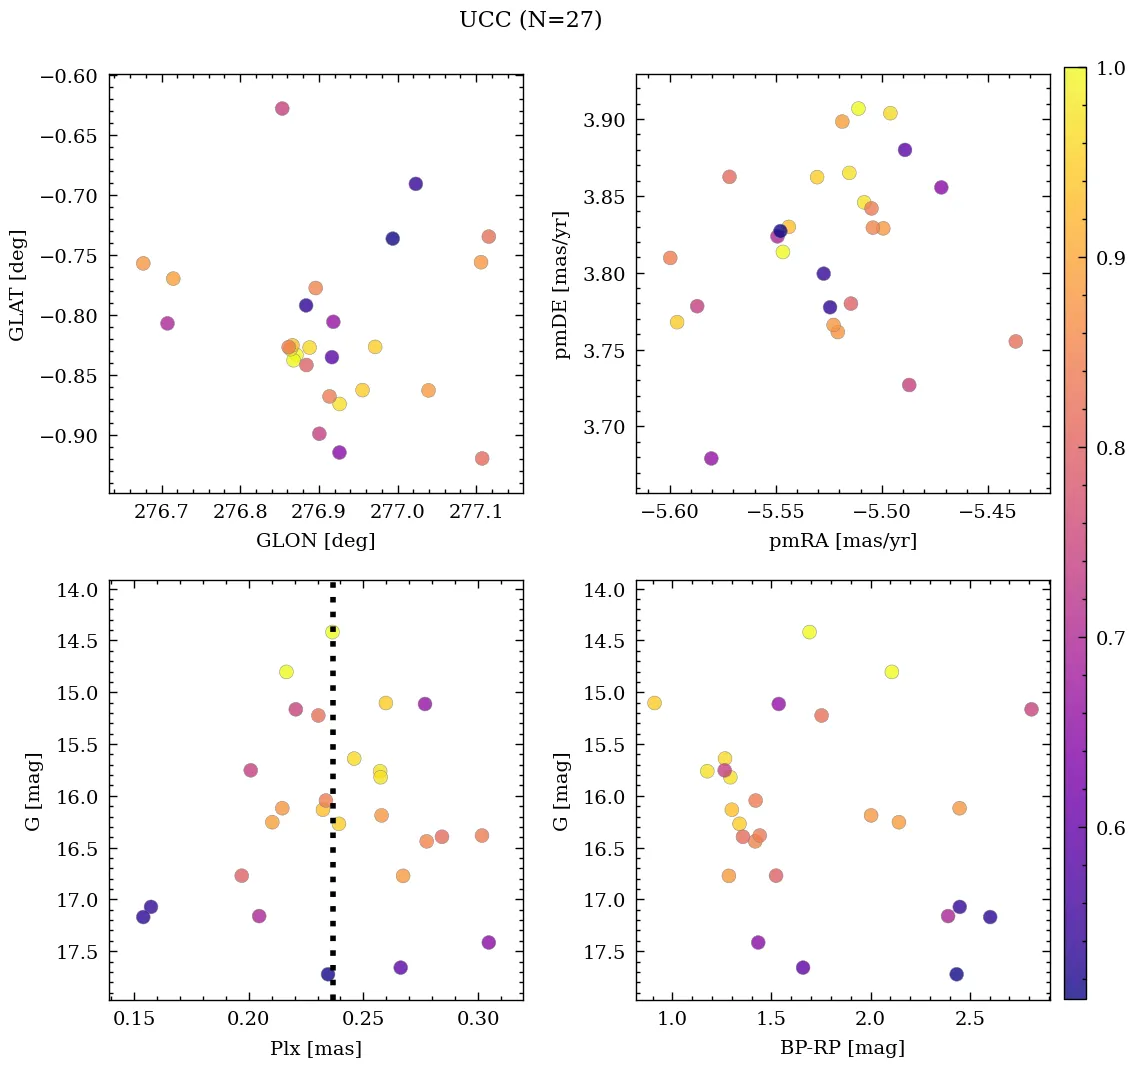 UCC (N=27)
−0.60
−0.65
−0.70
−0.75
−0.80
−0.85
−0.90
GLAT [deg]
276.7 276.8 276.9 277.0 277.1
GLON [deg]
3.90
3.85
3.80
3.75
3.70
pmDE [mas/yr]
−5.60 −5.55 −5.50 −5.45
pmRA [mas/yr]
14.0
14.5
15.0
15.5
16.0
16.5
17.0
17.5
G [mag]
0.15 0.20 0.25 0.30
Plx [mas]
14.0
14.5
15.0
15.5
16.0
16.5
17.0
17.5
G [mag]
1.0 1.5 2.0 2.5
BP-RP [mag]
1.0
0.9
0.8
0.7
0.6